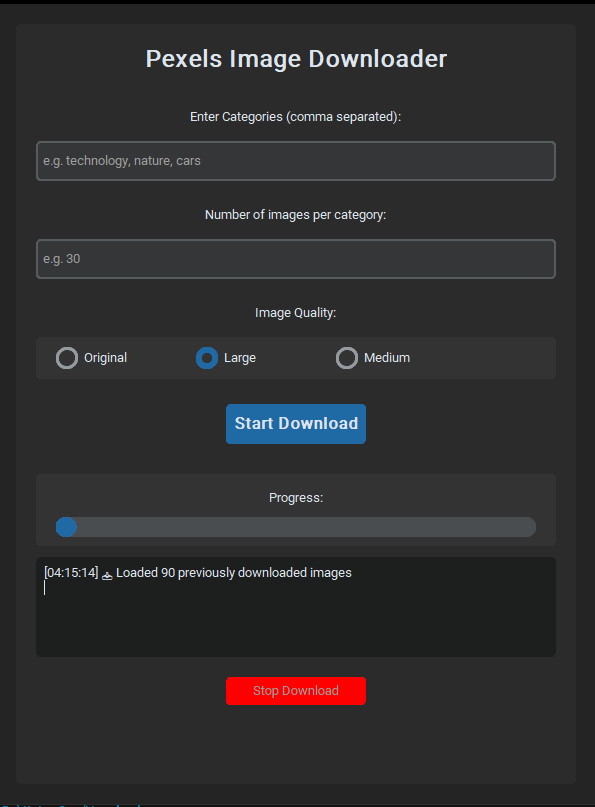 Pexels Image Downloader
Enter Categories (comma separated):
e.g. technology, nature, cars
Number of images per category:
e.g. 30
Image Quality:
Original Large Medium
Start Download
Progress:
[04:15:14] 📥 Loaded 90 previously downloaded images
Stop Download